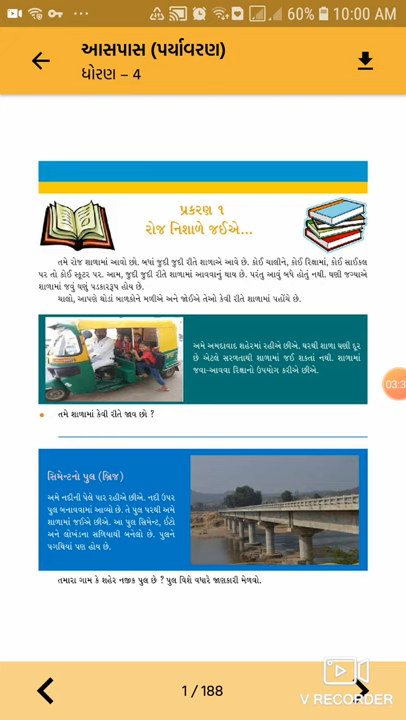 60% 10:00 AM
આસપાસ (પર્યાવરણ)
ધોરણ – 4
પ્રકરણ ૧
રોજ નિશાળે જઈએ...
તમે રોજ શાળામાં આવો છો. બધાં જુદી જુદી રીતે શાળાએ આવે છે. કોઈ ચાલીને, કોઈ રિક્ષામાં, કોઈ સાઈકલ
પર તો કોઈ સ્કૂટર પર. આમ, જુદી જુદી રીતે શાળામાં આવવાનું થાય છે. પરંતુ આવું બધે હોતું નથી. ઘણી જગ્યાએ
શાળામાં જવું ઘણું પડકારરૂપ હોય છે.
ચાલો, આપણે થોડાં બાળકોને મળીએ અને જોઈએ તેઓ કેવી રીતે શાળામાં પહોંચે છે.
અમે અમદાવાદ શહેરમાં રહીએ છીએ. ઘરથી શાળા ઘણી દૂર
છે એટલે સરળતાથી શાળામાં જઈ શકતાં નથી. શાળામાં
જવા-આવવા રિક્ષાનો ઉપયોગ કરીએ છીએ.
03:3
તમે શાળામાં કેવી રીતે જાવ છો ?
સિમેન્ટનો પુલ (બ્રિજ)
અમે નદીની પેલે પાર રહીએ છીએ. નદી ઉપર
પુલ બનાવવામાં આવ્યો છે. તે પુલ પરથી અમે
શાળામાં જઈએ છીએ. આ પુલ સિમેન્ટ, ઈંટો
અને લોખંડના સળિયાથી બનેલો છે. પુલને
પગથિયાં પણ હોય છે.
તમારા ગામ કે શહેર નજીક પુલ છે ? પુલ વિશે વધારે જાણકારી મેળવો.
1 / 188
V RECORDER